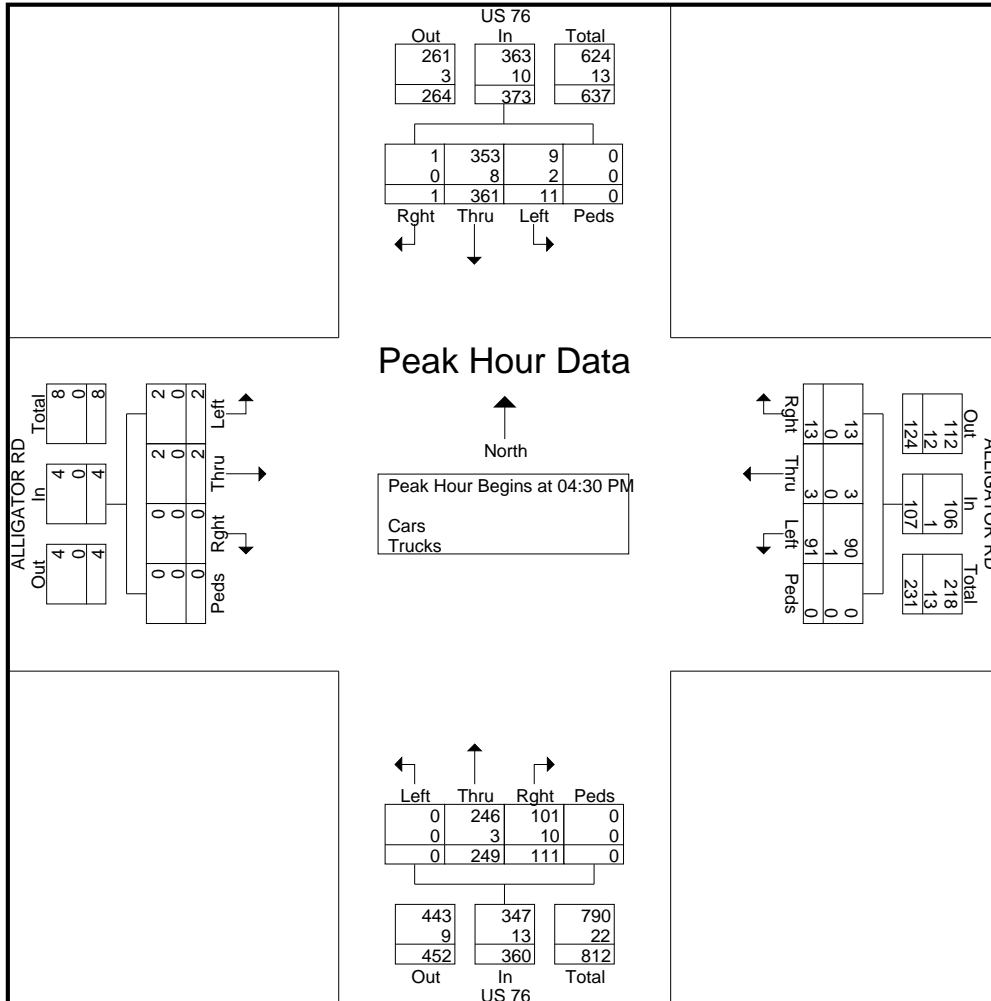 US 76
Out In Total
261 363 624
3 10 13
264 373 637
1 353 9 0
0 8 2 0
1 361 11 0
Rght Thru Left Peds
Peak Hour Data
North
Peak Hour Begins at 04:30 PM
Cars
Trucks
ALLIGATOR RD
Out In Total
4 4 8
0 0 0
4 4 8
Left Thru Rght Peds
2 2 0 0
0 0 0 0
2 2 0 0
ALLIGATOR RD
Out In Total
112 106 218
12 1 13
124 107 231
13 3 90 0
0 0 1 0
13 3 91 0
Rght Thru Left Peds
Left Thru Rght Peds
0 246 101 0
0 3 10 0
0 249 111 0
443 347 790
9 13 22
452 360 812
Out In Total
US 76